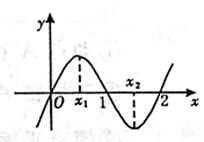 y
x₂
O x₁ 1 2 x